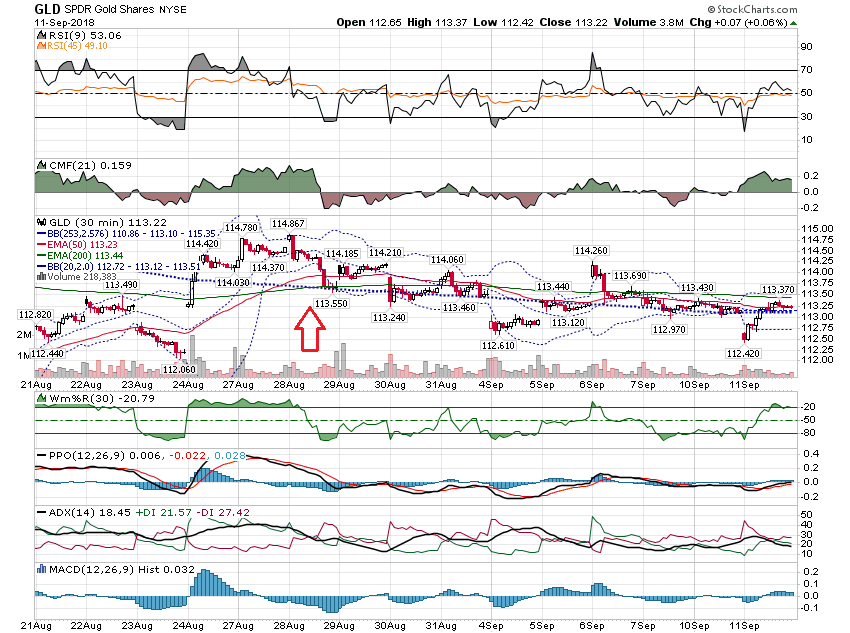 GLD SPDR Gold Shares NYSE
© StockCharts.com
11-Sep-2018
Open 112.65 High 113.37 Low 112.42 Close 113.22 Volume 3.8M Chg +0.07 (+0.06%)
RSI(9) 53.06
RSI(45) 49.10
90
70
50
30
10
CMF(21) 0.159
0.2
0.0
-0.2
GLD (30 min) 113.22
BB(253,2.576) 110.86 - 113.10 - 115.35
EMA(50) 113.23
EMA(200) 113.44
BB(20,2.0) 112.72 - 113.12 - 113.51
Volume 218,383
115.00
114.75
114.50
114.25
114.00
113.75
113.50
113.25
113.00
112.75
112.50
112.25
112.00
2M
1M
112.820
112.440
113.490
112.060
114.420
114.030
114.780
114.370
114.867
113.550
114.185
114.210
113.240
114.060
113.460
112.610
113.440
113.120
114.260
113.690
112.970
113.430
112.420
113.370
21Aug 22Aug 23Aug 24Aug 27Aug 28Aug 29Aug 30Aug 31Aug 4Sep 5Sep 6Sep 7Sep 10Sep 11Sep
Wm%R(30) -20.79
-20
-50
-80
PPO(12,26,9) 0.006, -0.022, 0.028
0.4
0.2
0.0
-0.2
ADX(14) 18.45 +DI 21.57 -DI 27.42
50
40
30
20
10
MACD(12,26,9) Hist 0.032
0.2
0.1
0.0
-0.1
21Aug 22Aug 23Aug 24Aug 27Aug 28Aug 29Aug 30Aug 31Aug 4Sep 5Sep 6Sep 7Sep 10Sep 11Sep